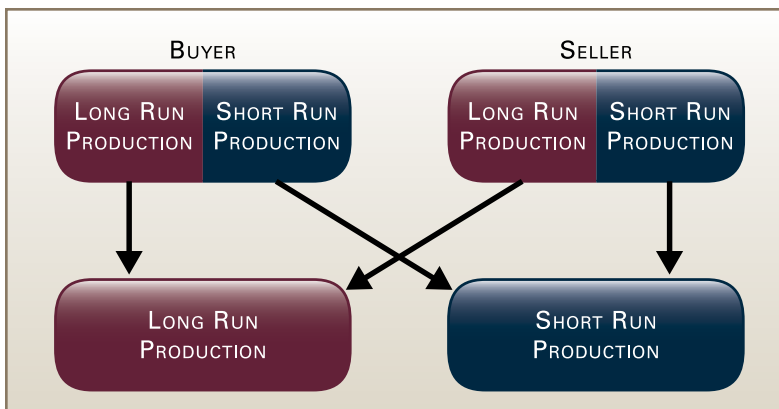 BUYER
SELLER
LONG RUN
PRODUCTION
SHORT RUN
PRODUCTION
LONG RUN
PRODUCTION
SHORT RUN
PRODUCTION
LONG RUN
PRODUCTION
SHORT RUN
PRODUCTION